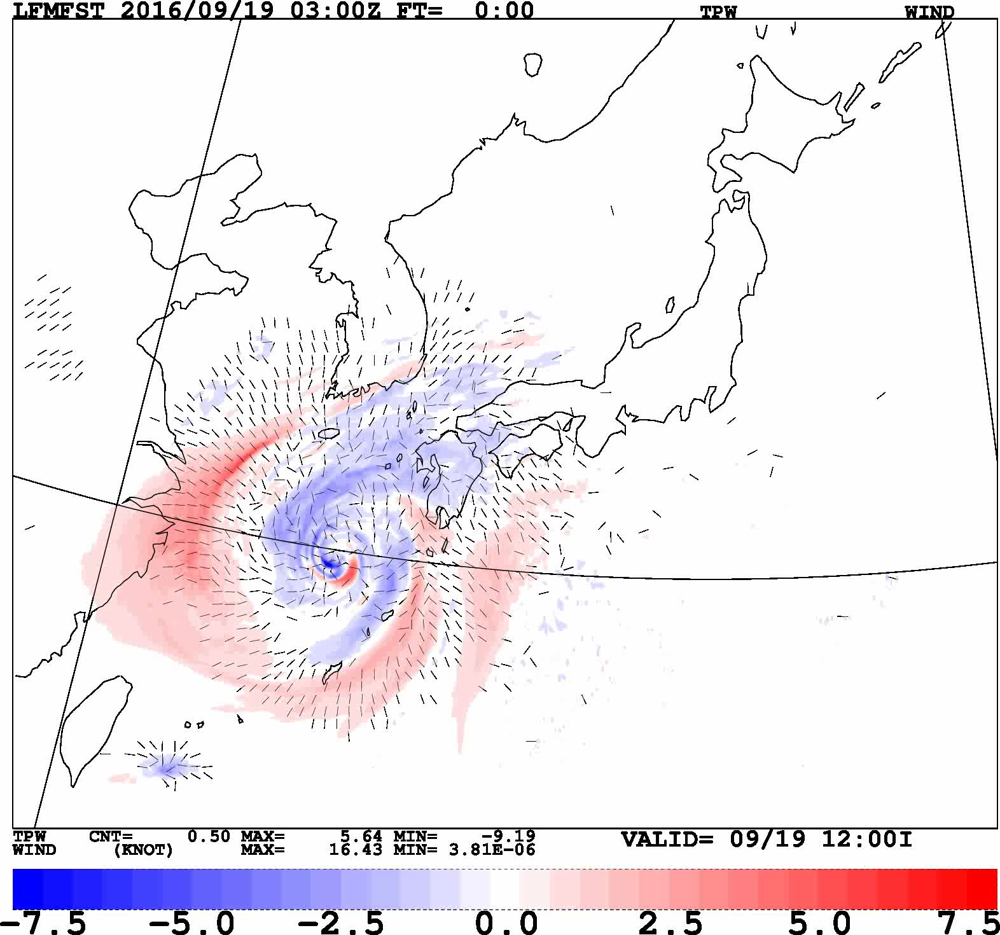 LFMFST 2016/09/19 03:00Z FT= 0:00 TPW WIND
TPW CNT= 0.50 MAX= 5.64 MIN= -9.19
WIND (KNOT) MAX= 16.43 MIN= 3.81E-06
VALID= 09/19 12:00I
-7.5 -5.0 -2.5 0.0 2.5 5.0 7.5